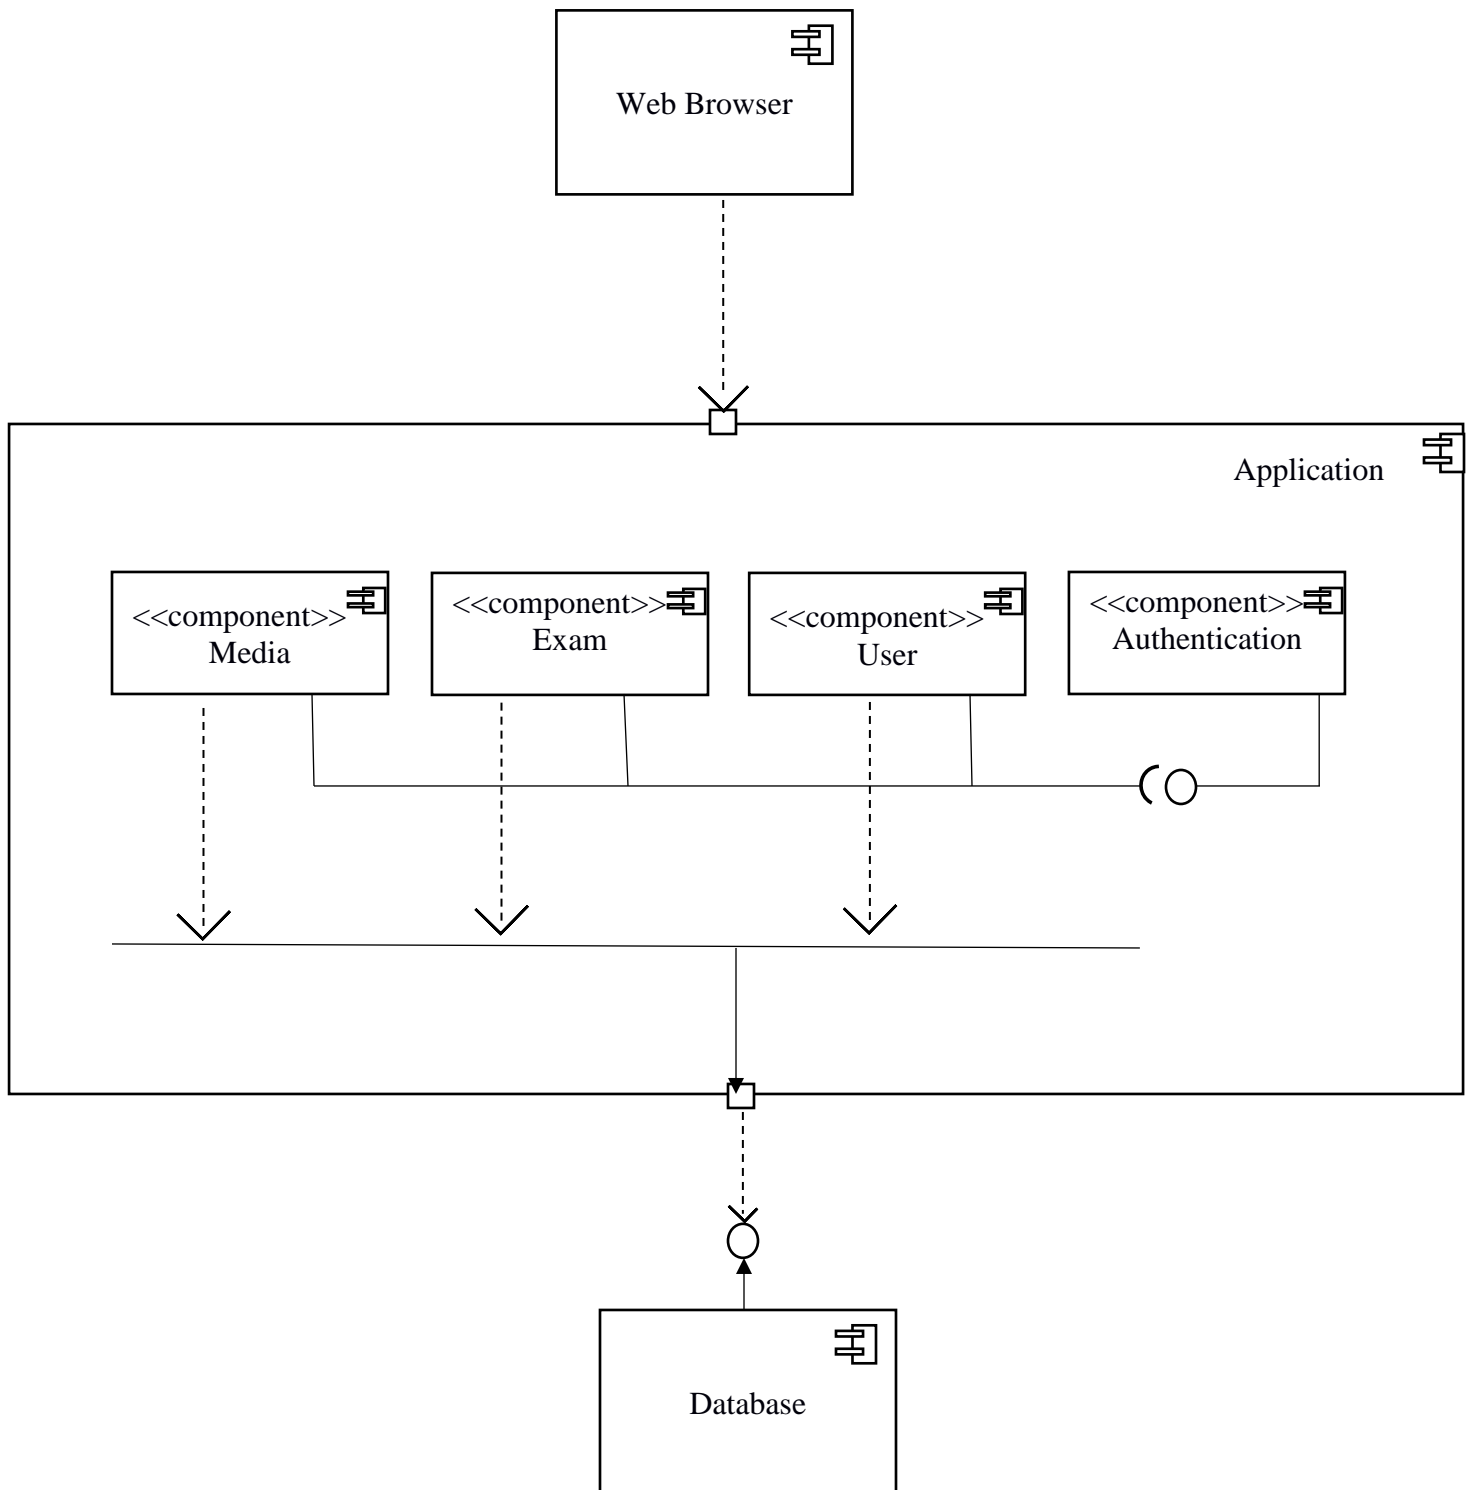 Web Browser
Application
<<component>>
Media
<<component>>
Exam
<<component>>
User
<<component>>
Authentication
Database